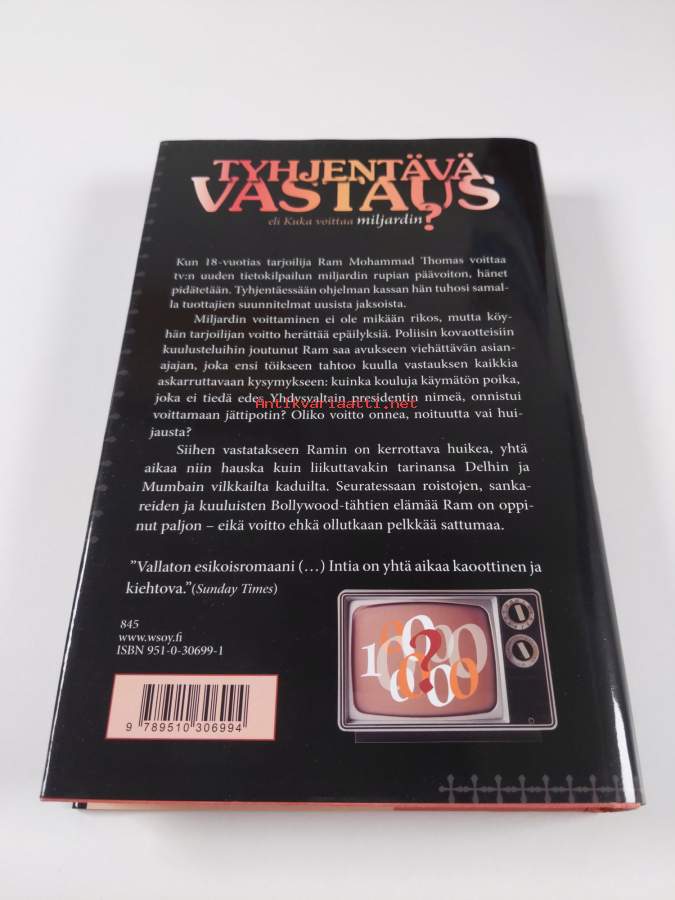 TYHJENTÄVÄ
VASTAUS
eli Kuka voittaa miljardin?
Kun 18-vuotias tarjoilija Ram Mohammad Thomas voittaa
tv:n uuden tietokilpailun miljardin rupian päävoiton, hänet
pidätetään. Tyhjentäessään ohjelman kassan hän tuhosi samal-
la tuottajien suunnitelmat uusista jaksoista.
Miljardin voittaminen ei ole mikään rikos, mutta köy-
hän tarjoilijan voitto herättää epäilyksiä. Poliisin kovaotteisiin
kuulusteluihin joutunut Ram saa avukseen viehättävän asian-
ajajan, joka ensi töikseen tahtoo kuulla vastauksen kaikkia
askarruttavaan kysymykseen: kuinka kouluja käymätön poika,
joka ei tiedä edes Yhdysvaltain presidentin nimeä, onnistui
Antikvariaatti.net
voittamaan jättipotin? Oliko voitto onnea, noituutta vai hui-
jausta?
Siihen vastatakseen Ramin on kerrottava huikea, yhtä
aikaa niin hauska kuin liikuttavakin tarinansa Delhin ja
Mumbain vilkkailta kaduilta. Seuratessaan roistojen, sanka-
reiden ja kuuluisten Bollywood-tähtien elämää Ram on oppi-
nut paljon – eikä voitto ehkä ollutkaan pelkkää sattumaa.
”Vallaton esikoisromaani (…) Intia on yhtä aikaa kaoottinen ja
kiehtova.” (Sunday Times)
845
www.wsoy.fi
ISBN 951-0-30699-1
9 789510 306994